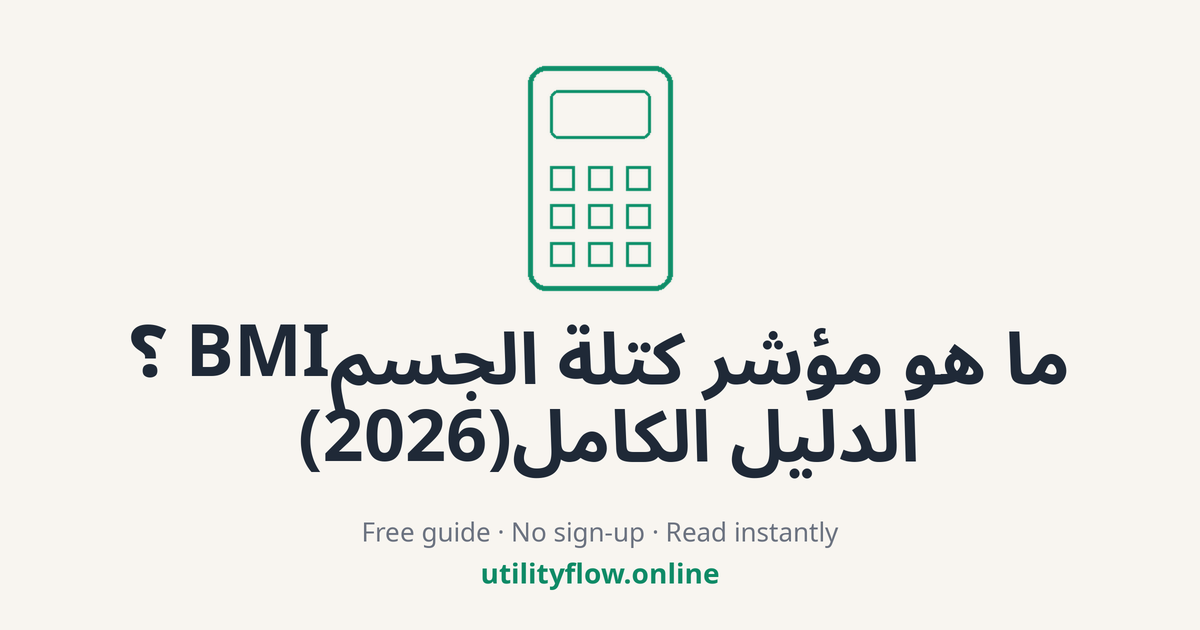 ما هو مؤشر كتلة الجسمBMI ؟
الدليل الكامل(2026)
Free guide · No sign-up · Read instantly
utilityflow.online